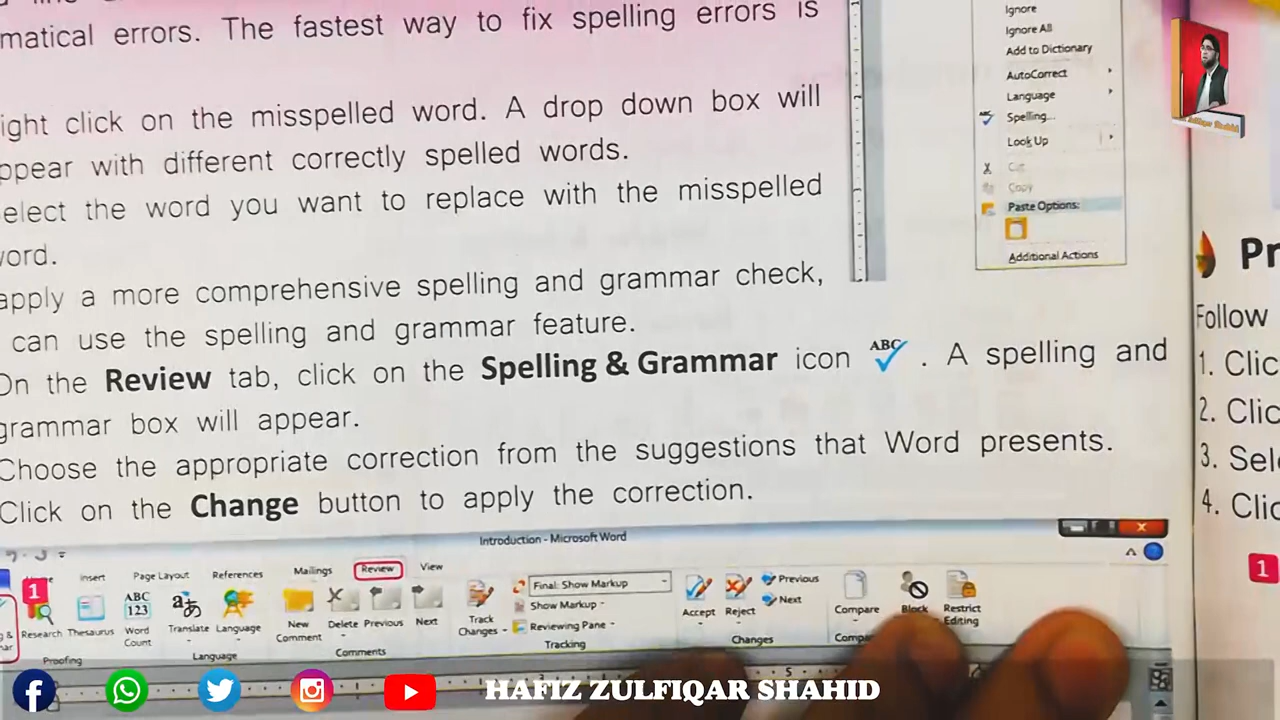 matical errors. The fastest way to fix spelling errors is
ight click on the misspelled word. A drop down box will
ppear with different correctly spelled words.
elect the word you want to replace with the misspelled
ord.
apply a more comprehensive spelling and grammar check,
can use the spelling and grammar feature.
On the Review tab, click on the Spelling & Grammar icon ABC . A spelling and
grammar box will appear.
Choose the appropriate correction from the suggestions that Word presents.
Click on the Change button to apply the correction.
Ignore
Ignore All
Add to Dictionary
AutoCorrect
Language
Spelling...
Look Up
Cut
Copy
Paste Options:
Additional Actions
Pr
Follow
1. Clic
2. Clic
3. Sel
4. Clic
1
Introduction - Microsoft Word
Insert Page Layout References Mailings Review View
1
Research Thesaurus Word Count Translate Language New Comment Delete Previous Next Track Changes Final: Show Markup Show Markup Reviewing Pane Accept Reject Previous Next Compare Block Restrict Editing
ABC 123
Proofing Language Comments Tracking Changes
5
HAFIZ ZULFIQAR SHAHID